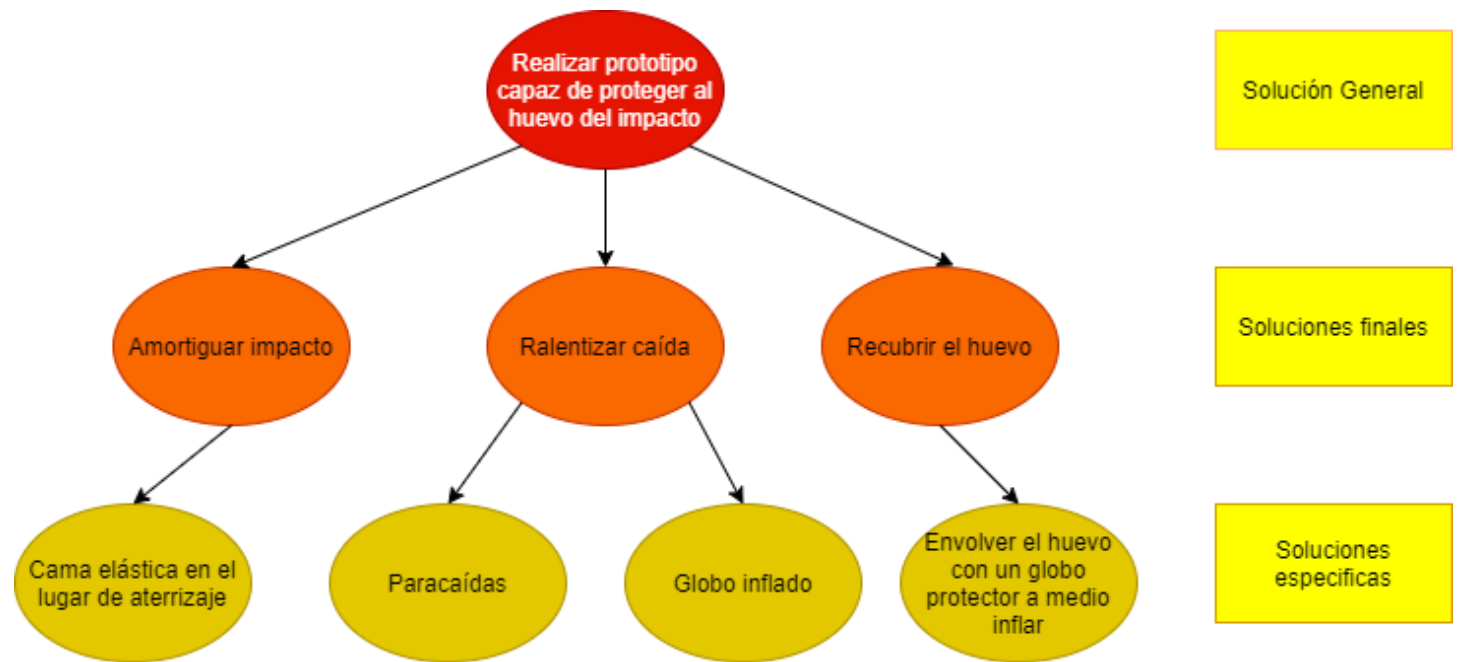 Realizar prototipo
capaz de proteger al
huevo del impacto
Solución General
Amortiguar impacto
Ralentizar caída
Recubrir el huevo
Soluciones finales
Cama elástica en el
lugar de aterrizaje
Paracaídas
Globo inflado
Envolver el huevo
con un globo
protector a medio
inflar
Soluciones
especificas